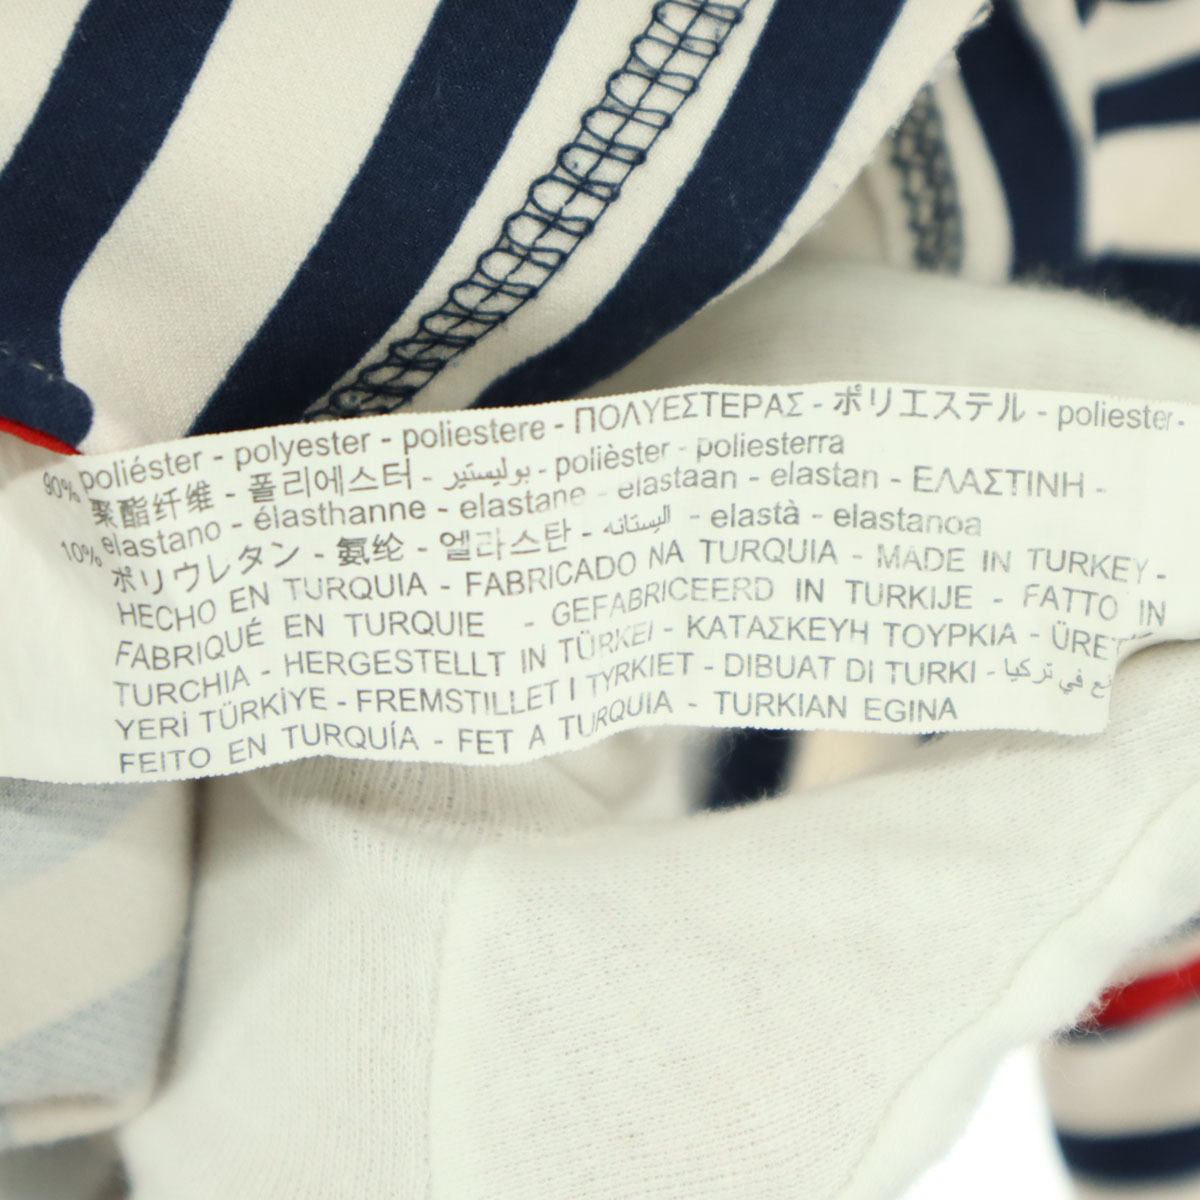 90% poliéster - polyester - poliestere - ΠΟΛΥΕΣΤΕΡΑΣ - ポリエステル - poliester -
聚酯纤维 - 폴리에스터 - بوليستير - polièster - poliesterra
10% elastano - élasthanne - elastane - elastaan - elastan - ΕΛΑΣΤΙΝΗ -
ポリウレタン - 氨纶 - 엘라스탄 - اليستانه - elastà - elastanoa
HECHO EN TURQUIA - FABRICADO NA TURQUIA - MADE IN TURKEY -
FABRIQUÉ EN TURQUIE - GEFABRICEERD IN TURKIJE - FATTO IN
TURCHIA - HERGESTELLT IN TÜRKEI - ΚΑΤΑΣΚΕΥΗ ΤΟΥΡΚΙΑ -
YERİ TÜRKİYE - FREMSTILLET I TYRKIET - DIBUAT DI TURKI - في تركيا
FEITO EN TURQUÍA - FET A TURQUIA - TURKIAN EGINA